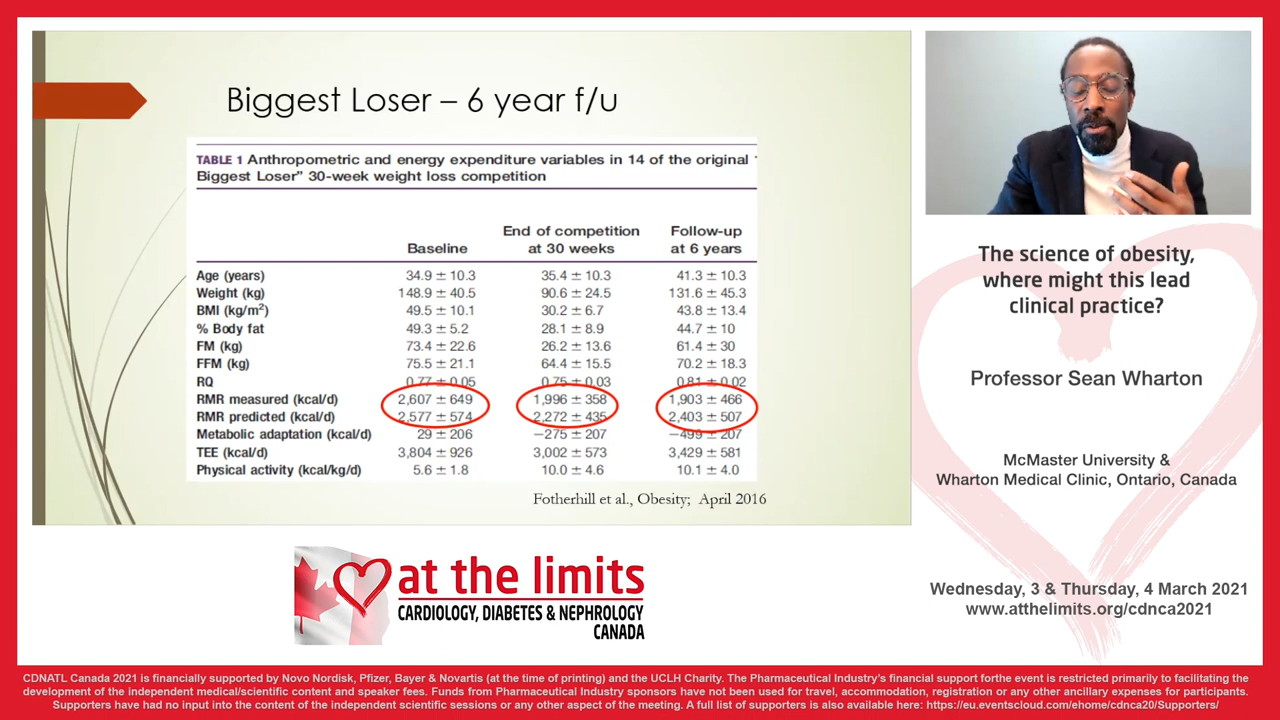 Biggest Loser – 6 year f/u
TABLE 1 Anthropometric and energy expenditure variables in 14 of the original
Biggest Loser” 30-week weight loss competition
End of competition Follow-up
Baseline at 30 weeks at 6 years
Age (years) 34.9 ± 10.3 35.4 ± 10.3 41.3 ± 10.3
Weight (kg) 148.9 ± 40.5 90.6 ± 24.5 131.6 ± 45.3
BMI (kg/m²) 49.5 ± 10.1 30.2 ± 6.7 43.8 ± 13.4
% Body fat 49.3 ± 5.2 28.1 ± 8.9 44.7 ± 10
FM (kg) 73.4 ± 22.6 26.2 ± 13.6 61.4 ± 30
FFM (kg) 75.5 ± 21.1 64.4 ± 15.5 70.2 ± 18.3
RQ 0.77 ± 0.05 0.75 ± 0.03 0.81 ± 0.02
RMR measured (kcal/d) 2,607 ± 649 1,996 ± 358 1,903 ± 466
RMR predicted (kcal/d) 2,577 ± 574 2,272 ± 435 2,403 ± 507
Metabolic adaptation (kcal/d) 29 ± 206 −275 ± 207 −499 ± 207
TEE (kcal/d) 3,804 ± 926 3,002 ± 573 3,429 ± 581
Physical activity (kcal/kg/d) 5.6 ± 1.8 10.0 ± 4.6 10.1 ± 4.0
Fotherhill et al., Obesity; April 2016
The science of obesity,
where might this lead
clinical practice?
Professor Sean Wharton
McMaster University &
Wharton Medical Clinic, Ontario, Canada
Wednesday, 3 & Thursday, 4 March 2021
www.atthelimits.org/cdnca2021
at the limits
CARDIOLOGY, DIABETES & NEPHROLOGY
CANADA
CDNATL Canada 2021 is financially supported by Novo Nordisk, Pfizer, Bayer & Novartis (at the time of printing) and the UCLH Charity. The Pharmaceutical Industry's financial support forthe event is restricted primarily to facilitating the
development of the independent medical/scientific content and speaker fees. Funds from Pharmaceutical Industry sponsors have not been used for travel, accommodation, registration or any other ancillary expenses for participants.
Supporters have had no input into the content of the independent scientific sessions or any other aspect of the meeting. A full list of supporters is also available here: https://eu.eventscloud.com/ehome/cdnca20/Supporters/